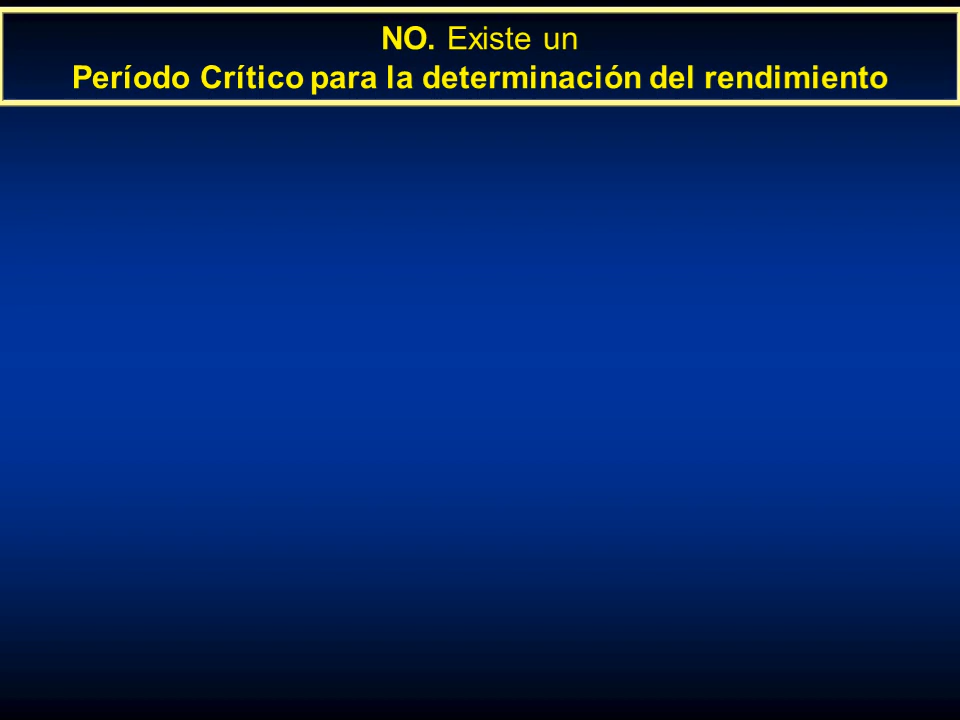 NO. Existe un
Período Crítico para la determinación del rendimiento